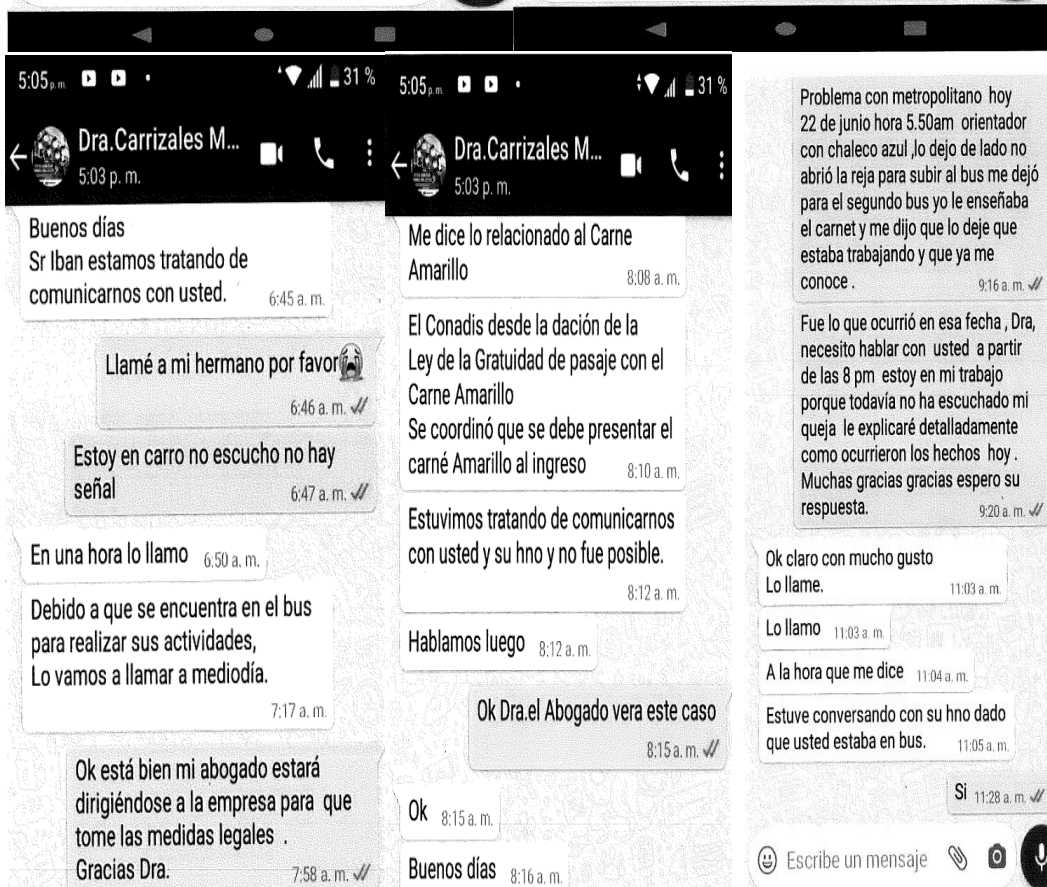 5:05 p. m.
31 %
Dra.Carrizales M...
5:03 p. m.
Buenos días
Sr Iban estamos tratando de
comunicarnos con usted.
6:45 a. m.
Llamé a mi hermano por favor😭
6:46 a. m.
Estoy en carro no escucho no hay
señal
6:47 a. m.
En una hora lo llamo
6:50 a. m.
Debido a que se encuentra en el bus
para realizar sus actividades,
Lo vamos a llamar a mediodía.
7:17 a. m.
Ok está bien mi abogado estará
dirigiéndose a la empresa para que
tome las medidas legales .
Gracias Dra.
7:58 a. m.
5:05 p. m.
31 %
Dra.Carrizales M...
5:03 p. m.
Me dice lo relacionado al Carne
Amarillo
8:08 a. m.
El Conadis desde la dación de la
Ley de la Gratuidad de pasaje con el
Carne Amarillo
Se coordinó que se debe presentar el
carné Amarillo al ingreso
8:10 a. m.
Estuvimos tratando de comunicarnos
con usted y su hno y no fue posible.
8:12 a. m.
Hablamos luego
8:12 a. m.
Ok Dra.el Abogado vera este caso
8:15 a. m.
Ok
8:15 a. m.
Buenos días
8:16 a. m.
Problema con metropolitano hoy
22 de junio hora 5.50am orientador
con chaleco azul ,lo dejo de lado no
abrió la reja para subir al bus me dejó
para el segundo bus yo le enseñaba
el carnet y me dijo que lo deje que
estaba trabajando y que ya me
conoce .
9:16 a. m.
Fue lo que ocurrió en esa fecha , Dra,
necesito hablar con usted a partir
de las 8 pm estoy en mi trabajo
porque todavía no ha escuchado mi
queja le explicaré detalladamente
como ocurrieron los hechos hoy .
Muchas gracias gracias espero su
respuesta.
9:20 a. m.
Ok claro con mucho gusto
Lo llame.
11:03 a. m.
Lo llamo
11:03 a. m.
A la hora que me dice
11:04 a. m.
Estuve conversando con su hno dado
que usted estaba en bus.
11:05 a. m.
Si
11:28 a. m.
Escribe un mensaje